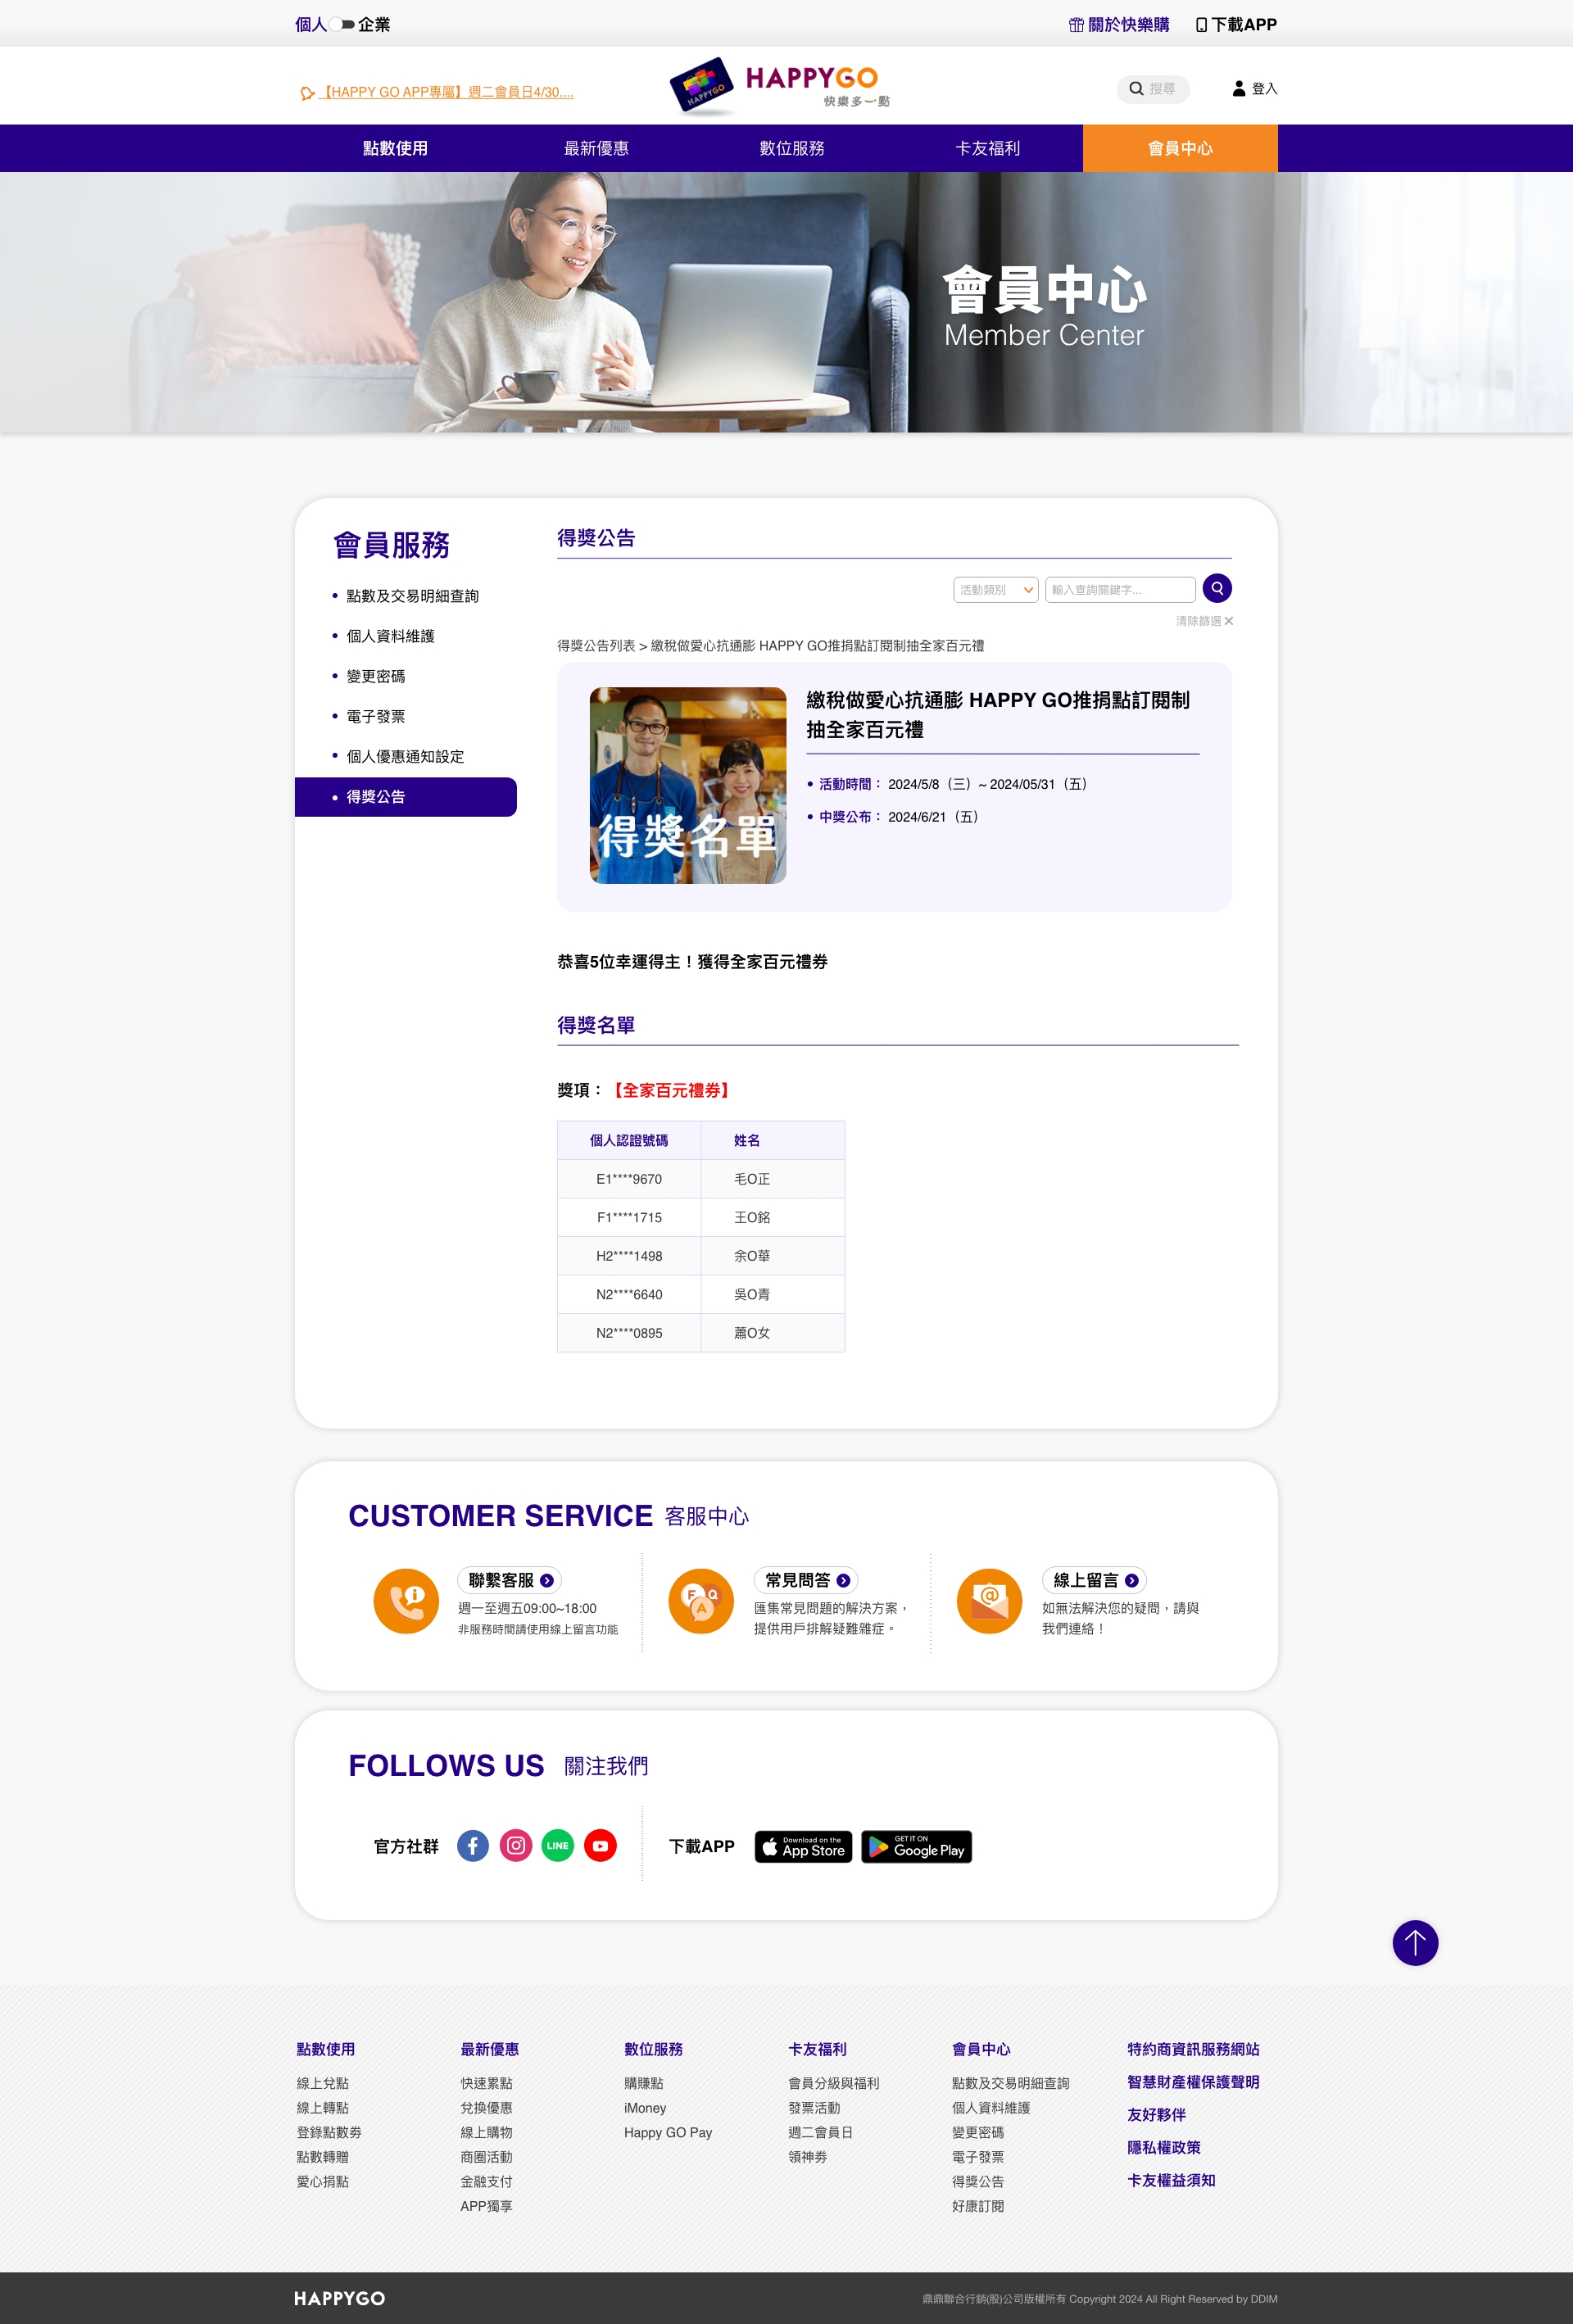 個人 企業
關於快樂購 下載APP
【HAPPY GO APP專屬】週二會員日4/30....
HAPPYGO
HAPPYGO
快樂多一點
搜尋
登入
點數使用 最新優惠 數位服務 卡友福利 會員中心
會員中心
Member Center
會員服務
點數及交易明細查詢
個人資料維護
變更密碼
電子發票
個人優惠通知設定
得獎公告
得獎公告
活動類別 輸入查詢關鍵字...
清除篩選
得獎公告列表 > 繳稅做愛心抗通膨 HAPPY GO推捐點訂閱制抽全家百元禮
得獎名單
繳稅做愛心抗通膨 HAPPY GO推捐點訂閱制
抽全家百元禮
活動時間： 2024/5/8（三）~ 2024/05/31（五）
中獎公布： 2024/6/21（五）
恭喜5位幸運得主！獲得全家百元禮券
得獎名單
獎項：【全家百元禮券】
個人認證號碼 姓名
E1****9670 毛O正
F1****1715 王O銘
H2****1498 余O華
N2****6640 吳O青
N2****0895 蕭O女
CUSTOMER SERVICE 客服中心
聯繫客服
週一至週五09:00~18:00
非服務時間請使用線上留言功能
F Q A
常見問答
匯集常見問題的解決方案，
提供用戶排解疑難雜症。
線上留言
如無法解決您的疑問，請與
我們連絡！
FOLLOWS US 關注我們
官方社群
LINE
下載APP
Download on the
App Store
GET IT ON
Google Play
點數使用
線上兌點
線上轉點
登錄點數券
點數轉贈
愛心捐點
最新優惠
快速累點
兌換優惠
線上購物
商圈活動
金融支付
APP獨享
數位服務
購賺點
iMoney
Happy GO Pay
卡友福利
會員分級與福利
發票活動
週二會員日
領神券
會員中心
點數及交易明細查詢
個人資料維護
變更密碼
電子發票
得獎公告
好康訂閱
特約商資訊服務網站
智慧財產權保護聲明
友好夥伴
隱私權政策
卡友權益須知
HAPPYGO
鼎鼎聯合行銷(股)公司版權所有 Copyright 2024 All Right Reserved by DDIM